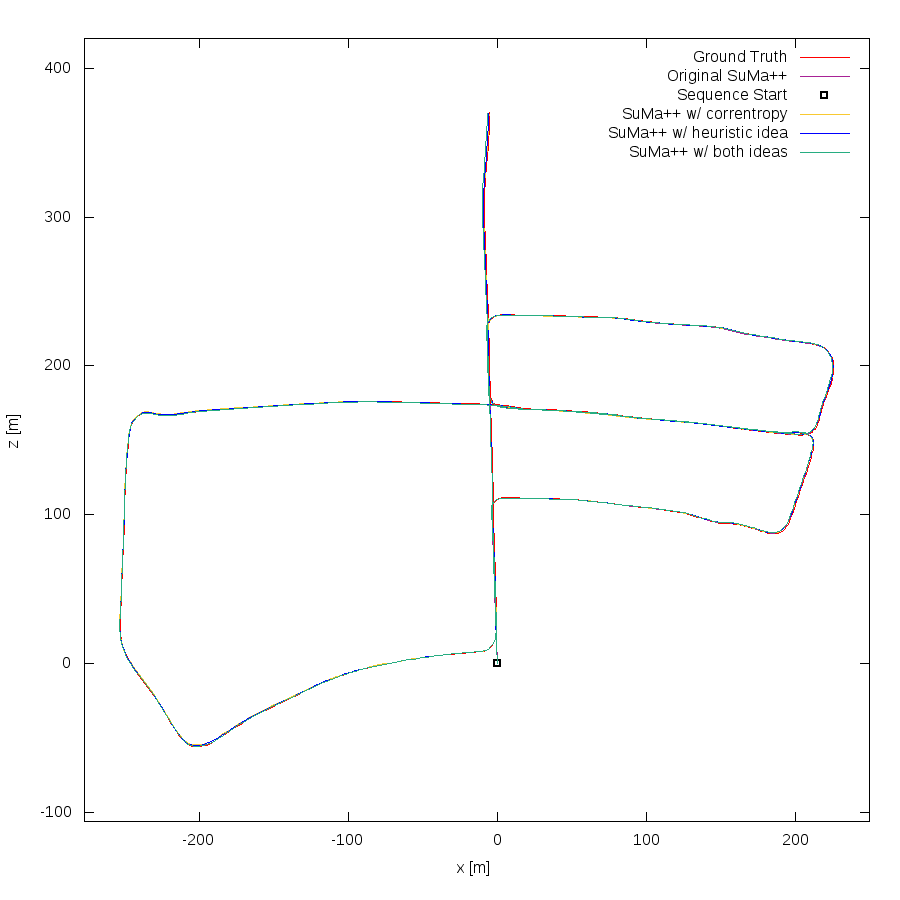 400
300
200
100
0
-100
z [m]
-200
-100
0
100
200
x [m]
Ground Truth
Original SuMa++
Sequence Start
SuMa++ w/ correntropy
SuMa++ w/ heuristic idea
SuMa++ w/ both ideas